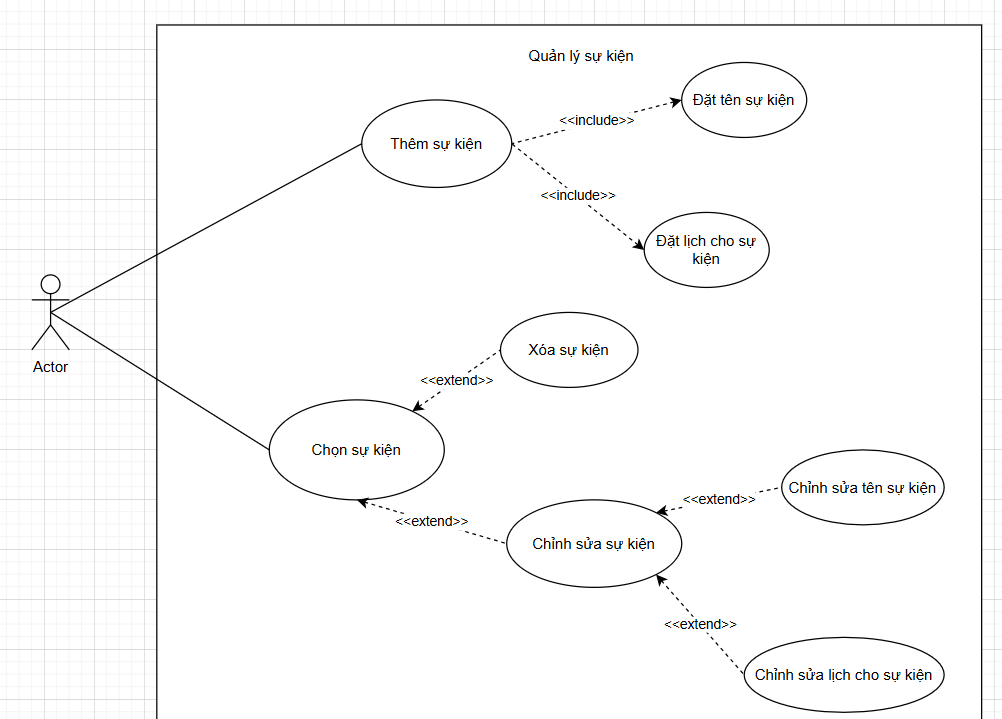 Quản lý sự kiện
Đặt tên sự kiện
<<include>>
Thêm sự kiện
<<include>>
Đặt lịch cho sự
kiện
Xóa sự kiện
Actor
<<extend>>
Chọn sự kiện
Chỉnh sửa tên sự kiện
<<extend>>
<<extend>>
Chỉnh sửa sự kiện
<<extend>>
Chỉnh sửa lịch cho sự kiện